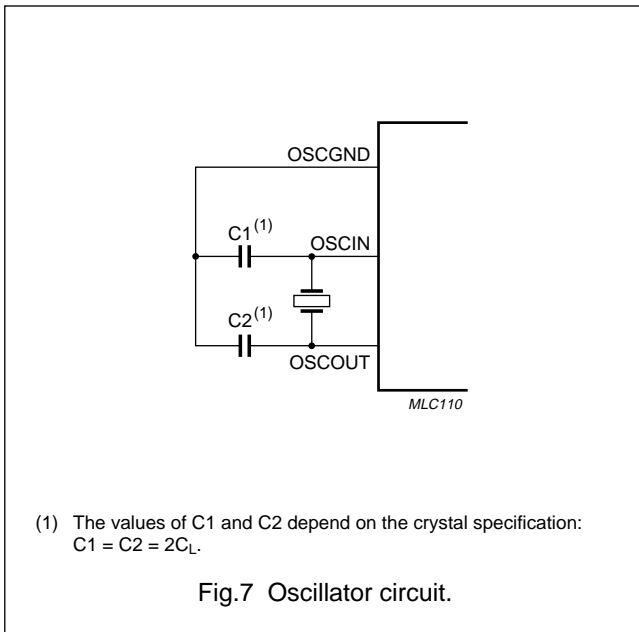 OSCGND
C1(1)
OSCIN
C2(1)
OSCOUT
MLC110
(1) The values of C1 and C2 depend on the crystal specification:
C1 = C2 = 2CL.
Fig.7 Oscillator circuit.